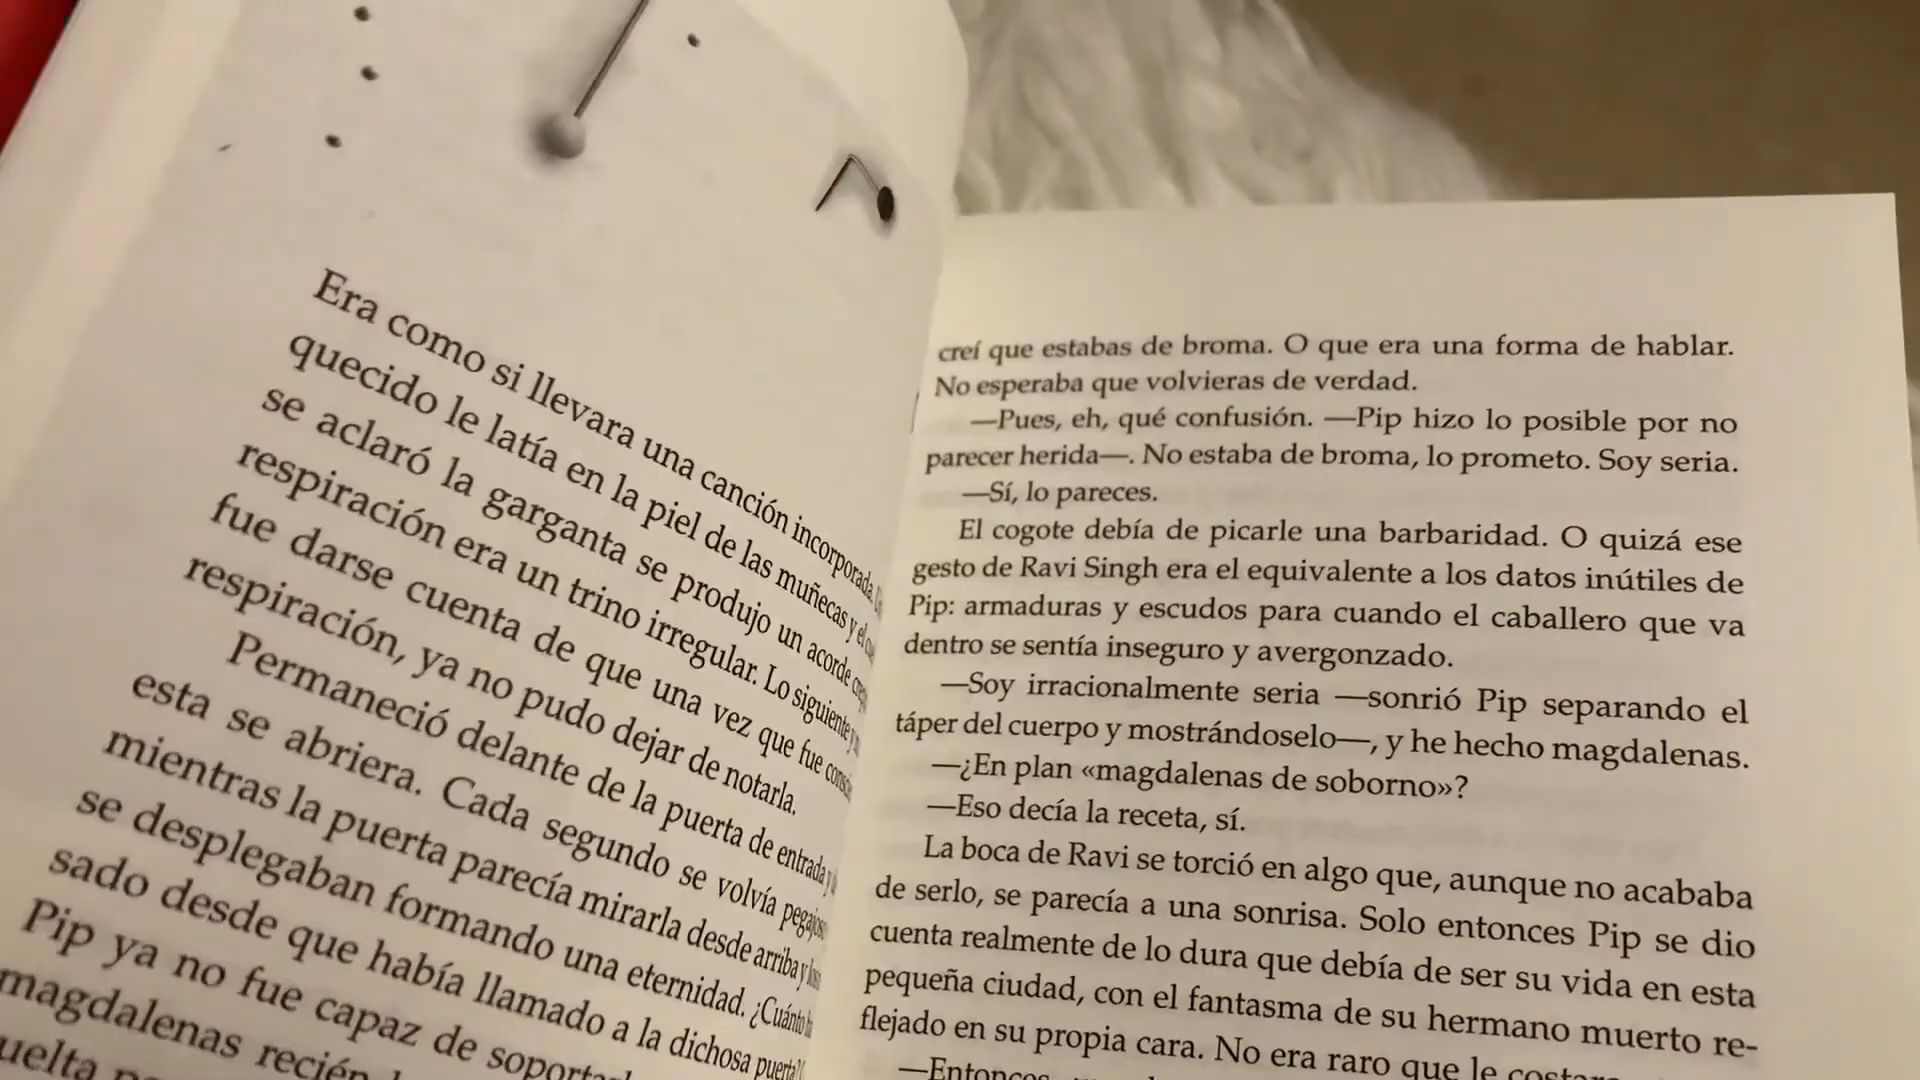 Era como si llevara una canción incorporada.
quecido le latía en la piel de las muñecas y el
se aclaró la garganta se produjo un acorde
respiración era un trino irregular. Lo siguiente
fue darse cuenta de que una vez que fue
respiración, ya no pudo dejar de notarla.
Permaneció delante de la puerta de entrada
esta se abriera. Cada segundo se volvía
mientras la puerta parecía mirarla desde arriba y
se desplegaban formando una eternidad. ¿Cuánto
sado desde que había llamado a la dichosa puerta?
Pip ya no fue capaz de
magdalenas recién
creí que estabas de broma. O que era una forma de hablar.
No esperaba que volvieras de verdad.
—Pues, eh, qué confusión. —Pip hizo lo posible por no
parecer herida—. No estaba de broma, lo prometo. Soy seria.
—Sí, lo pareces.
El cogote debía de picarle una barbaridad. O quizá ese
gesto de Ravi Singh era el equivalente a los datos inútiles de
Pip: armaduras y escudos para cuando el caballero que va
dentro se sentía inseguro y avergonzado.
—Soy irracionalmente seria —sonrió Pip separando el
táper del cuerpo y mostrándoselo—, y he hecho magdalenas.
—¿En plan «magdalenas de soborno»?
—Eso decía la receta, sí.
La boca de Ravi se torció en algo que, aunque no acababa
de serlo, se parecía a una sonrisa. Solo entonces Pip se dio
cuenta realmente de lo dura que debía de ser su vida en esta
pequeña ciudad, con el fantasma de su hermano muerto re-
flejado en su propia cara. No era raro que le
—Entonces,